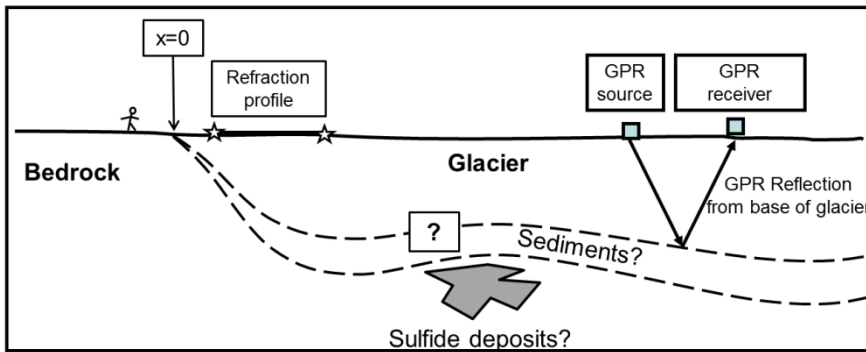 x=0
Refraction
profile
GPR
source
GPR
receiver
Bedrock
Glacier
GPR Reflection
from base of glacier
?
Sediments?
Sulfide deposits?